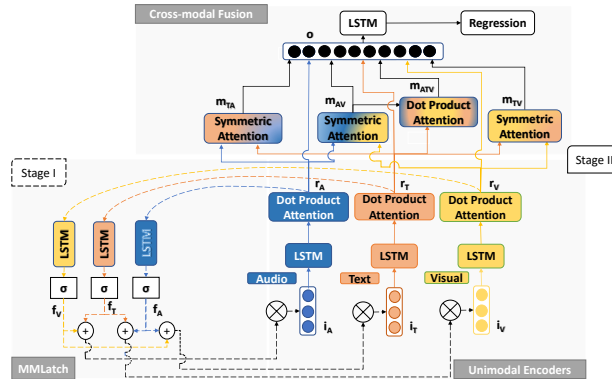 Cross-modal Fusion
LSTM
Regression
o
m_TA
m_AV
m_ATV
m_TV
Symmetric
Attention
Symmetric
Attention
Dot Product
Attention
Symmetric
Attention
Stage I
Stage II
r_A
r_T
r_V
Dot Product
Attention
Dot Product
Attention
Dot Product
Attention
LSTM
LSTM
LSTM
LSTM
LSTM
LSTM
Audio
Text
Visual
σ
σ
σ
f_V
f_T
f_A
+
+
+
i_A
i_T
i_V
MMLatch
Unimodal Encoders